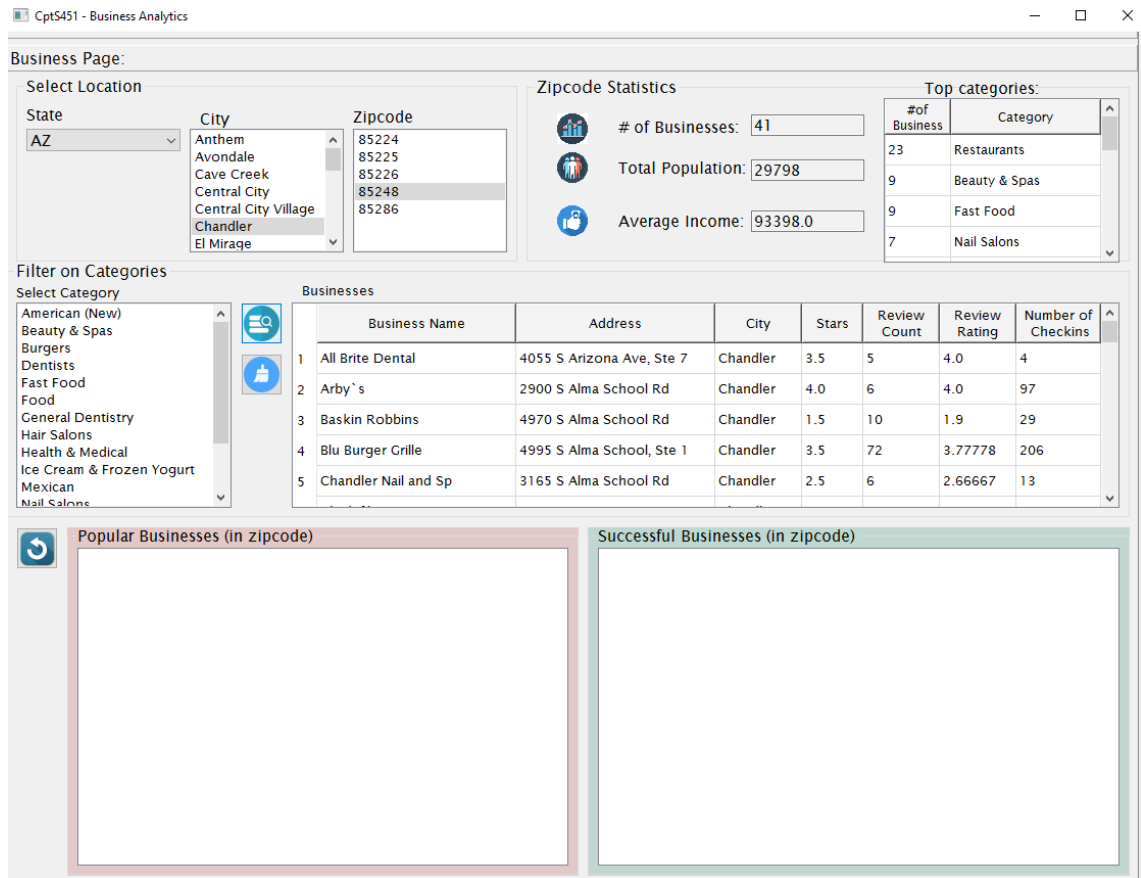 CptS451 - Business Analytics
Business Page:
Select Location
State
AZ
City
Anthem
Avondale
Cave Creek
Central City
Central City Village
Chandler
El Mirage
Zipcode
85224
85225
85226
85248
85286
Zipcode Statistics
# of Businesses: 41
Total Population: 29798
Average Income: 93398.0
Top categories:
#of Business Category
23 Restaurants
9 Beauty & Spas
9 Fast Food
7 Nail Salons
Filter on Categories
Select Category
American (New)
Beauty & Spas
Burgers
Dentists
Fast Food
Food
General Dentistry
Hair Salons
Health & Medical
Ice Cream & Frozen Yogurt
Mexican
Nail Salons
Businesses
Business Name Address City Stars Review Count Review Rating Number of Checkins
1 All Brite Dental 4055 S Arizona Ave, Ste 7 Chandler 3.5 5 4.0 4
2 Arby`s 2900 S Alma School Rd Chandler 4.0 6 4.0 97
3 Baskin Robbins 4970 S Alma School Rd Chandler 1.5 10 1.9 29
4 Blu Burger Grille 4995 S Alma School, Ste 1 Chandler 3.5 72 3.77778 206
5 Chandler Nail and Sp 3165 S Alma School Rd Chandler 2.5 6 2.66667 13
Popular Businesses (in zipcode)
Successful Businesses (in zipcode)